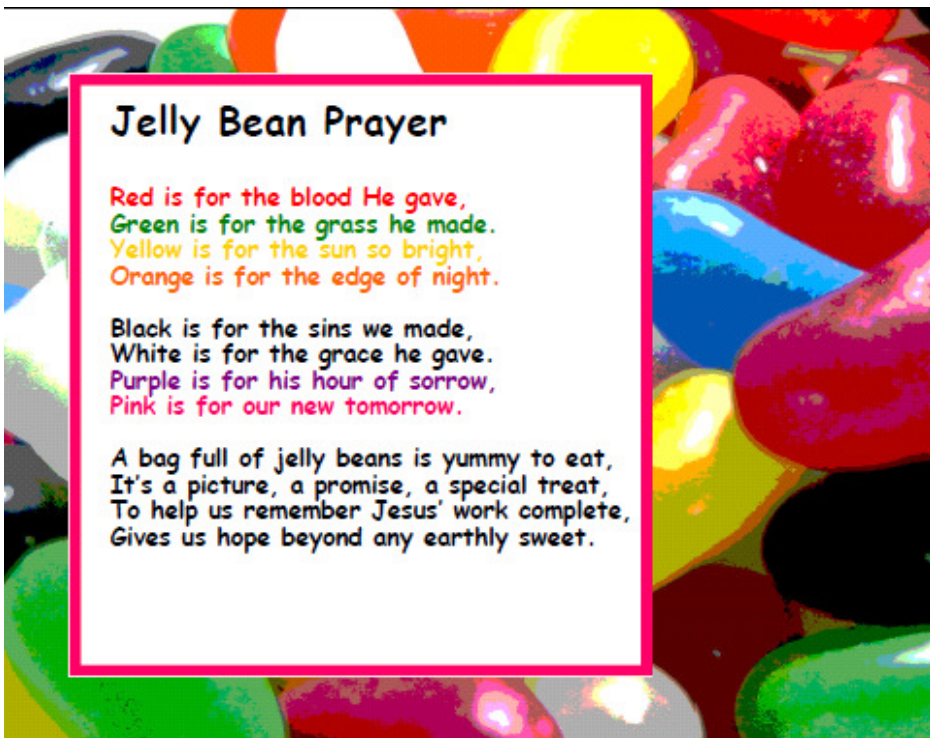 Jelly Bean Prayer
Red is for the blood He gave,
Green is for the grass he made.
Yellow is for the sun so bright,
Orange is for the edge of night.
Black is for the sins we made,
White is for the grace he gave.
Purple is for his hour of sorrow,
Pink is for our new tomorrow.
A bag full of jelly beans is yummy to eat,
It's a picture, a promise, a special treat,
To help us remember Jesus' work complete,
Gives us hope beyond any earthly sweet.